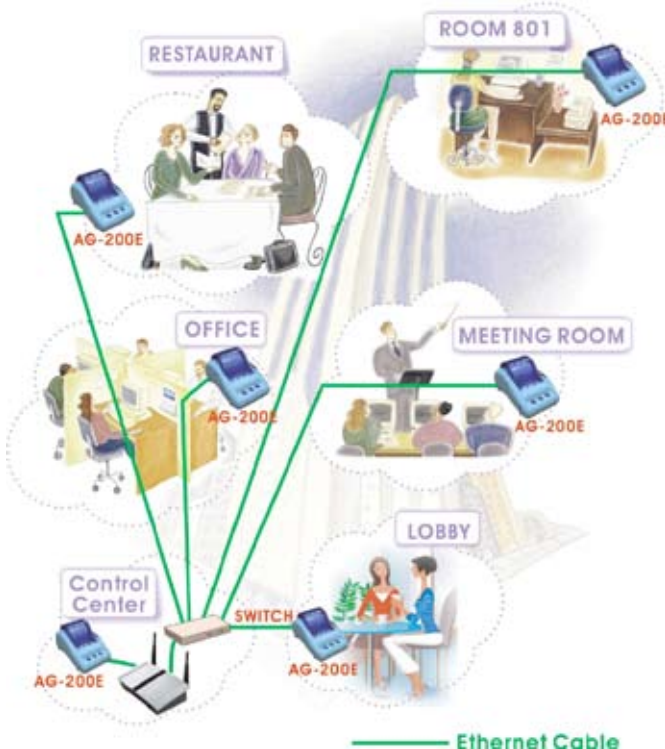 ROOM 801
RESTAURANT
AG-200E
AG-200E
OFFICE
MEETING ROOM
AG-200E
AG-200E
LOBBY
Control
Center
SWITCH
AG-200E
AG-200E
Ethernet Cable